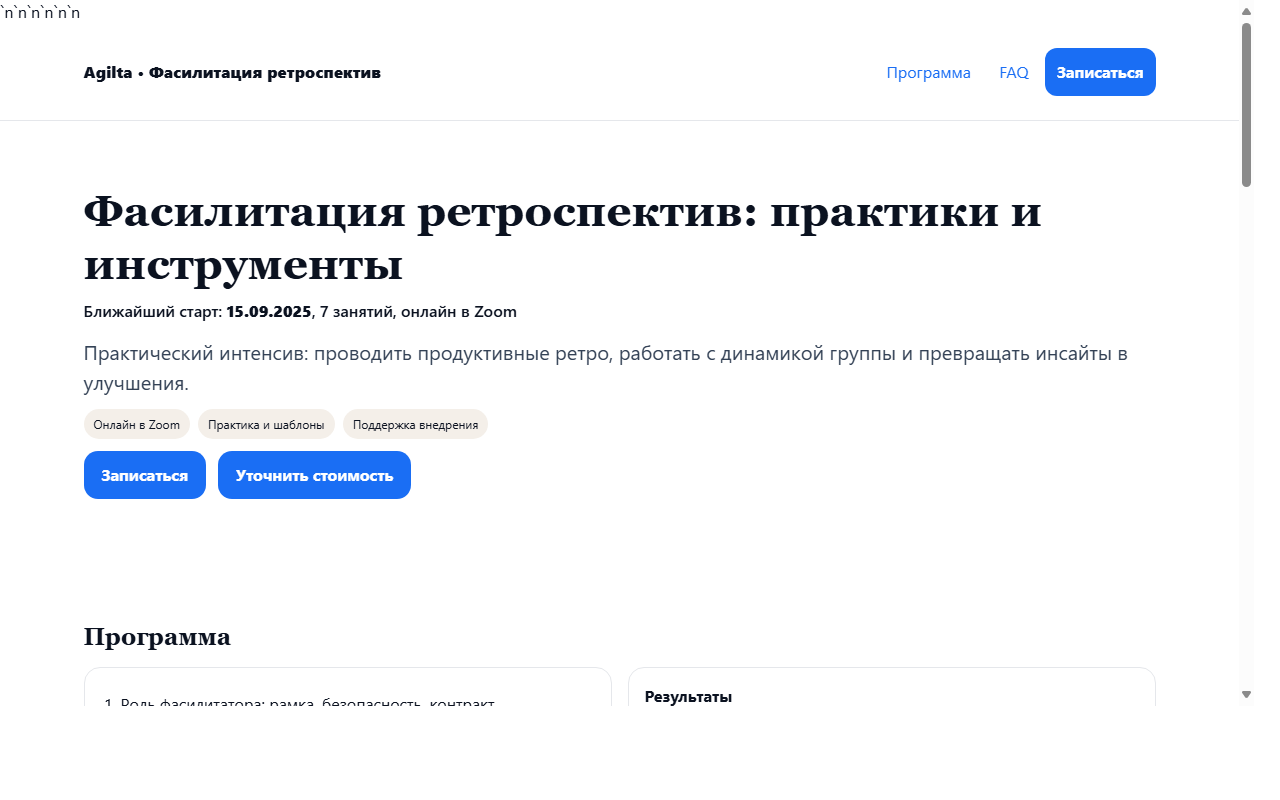 `n`n`n`n`n`n
Agilta • Фасилитация ретроспектив
Программа
FAQ
Записаться
Фасилитация ретроспектив: практики и
инструменты
Ближайший старт: 15.09.2025, 7 занятий, онлайн в Zoom
Практический интенсив: проводить продуктивные ретро, работать с динамикой группы и превращать инсайты в
улучшения.
Онлайн в Zoom
Практика и шаблоны
Поддержка внедрения
Записаться
Уточнить стоимость
Программа
1. Роль фасилитатора: рамка, безопасность, контракт
Результаты